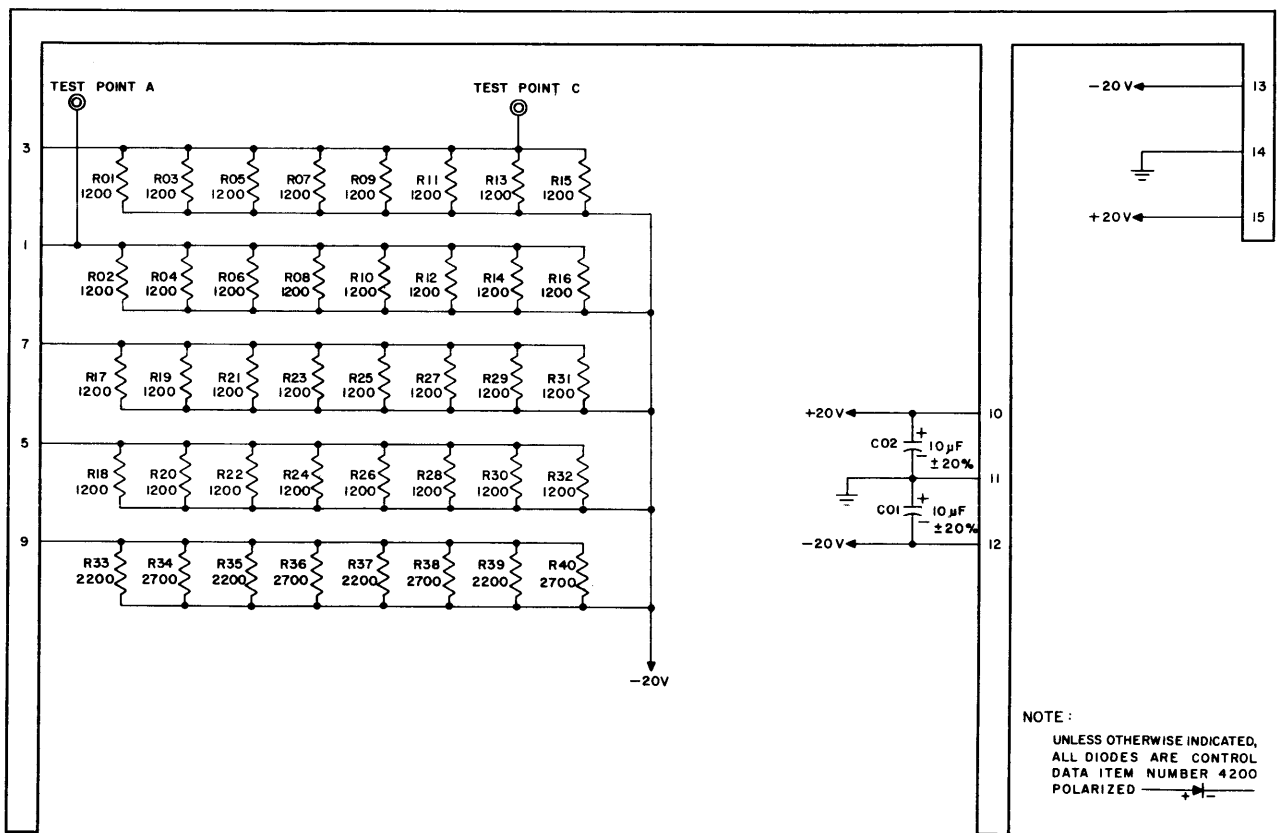 TEST POINT A
TEST POINT C
-20V
13
14
+20V
15
3
R01 R03 R05 R07 R09 R11 R13 R15
1200 1200 1200 1200 1200 1200 1200 1200
1
R02 R04 R06 R08 R10 R12 R14 R16
1200 1200 1200 1200 1200 1200 1200 1200
7
R17 R19 R21 R23 R25 R27 R29 R31
1200 1200 1200 1200 1200 1200 1200 1200
+20V
10
5
C02 + 10µF
- ±20%
R18 R20 R22 R24 R26 R28 R30 R32
1200 1200 1200 1200 1200 1200 1200 1200
11
C01 + 10µF
- ±20%
9
-20V
12
R33 R34 R35 R36 R37 R38 R39 R40
2200 2700 2200 2700 2200 2700 2200 2700
-20V
NOTE:
UNLESS OTHERWISE INDICATED,
ALL DIODES ARE CONTROL
DATA ITEM NUMBER 4200
POLARIZED + -